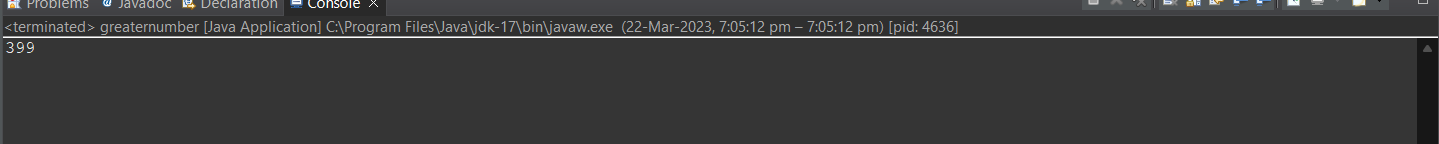 Problems @ Javadoc Declaration Console ×
<terminated> greaternumber [Java Application] C:\Program Files\Java\jdk-17\bin\javaw.exe (22-Mar-2023, 7:05:12 pm – 7:05:12 pm) [pid: 4636]
399